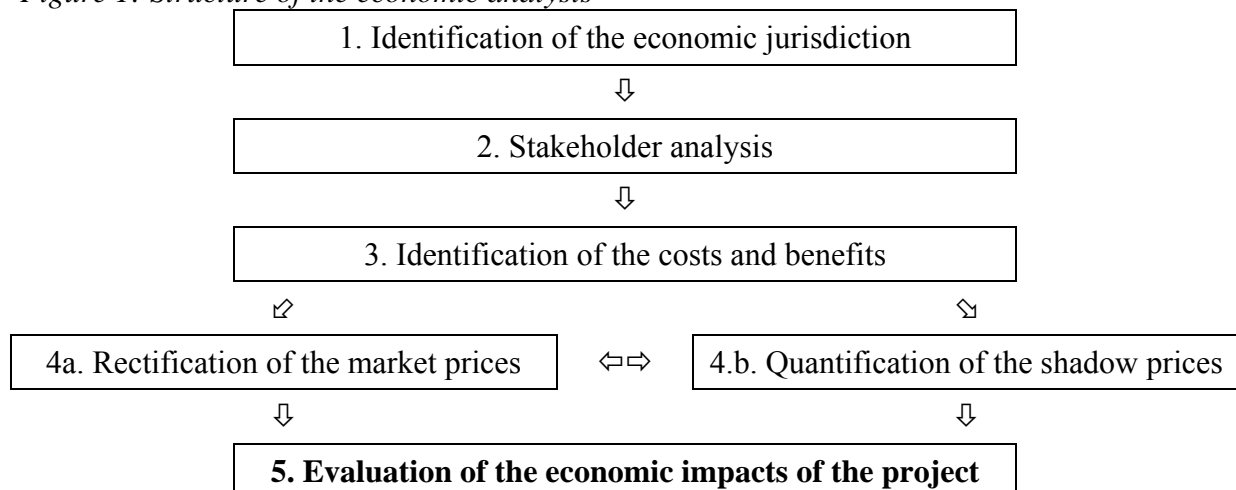 Figure 1: Structure of the economic analysis
1. Identification of the economic jurisdiction
⇩
2. Stakeholder analysis
⇩
3. Identification of the costs and benefits
4a. Rectification of the market prices ⇦⇨ 4.b. Quantification of the shadow prices
⇩ ⇩
5. Evaluation of the economic impacts of the project